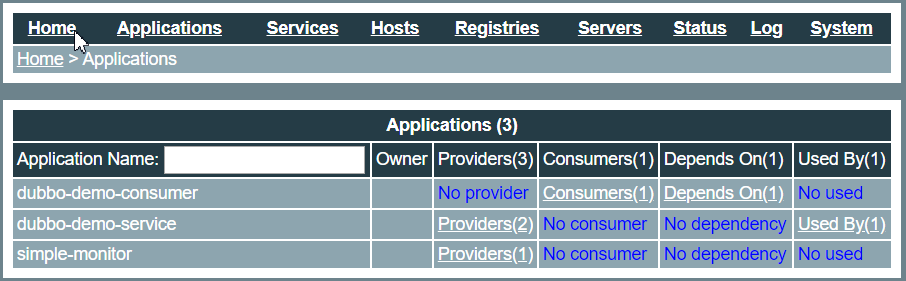 Home Applications Services Hosts Registries Servers Status Log System
Home > Applications
Applications (3)
Application Name: Owner Providers(3) Consumers(1) Depends On(1) Used By(1)
dubbo-demo-consumer No provider Consumers(1) Depends On(1) No used
dubbo-demo-service Providers(2) No consumer No dependency Used By(1)
simple-monitor Providers(1) No consumer No dependency No used